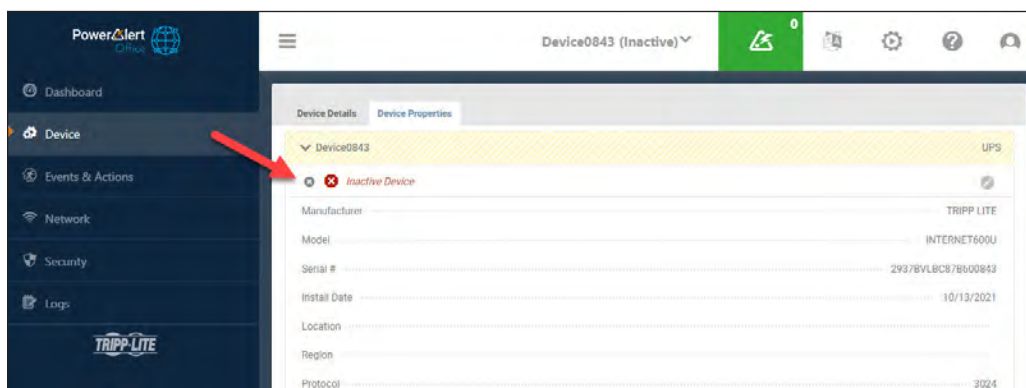 PowerAlert
Office
Device0843 (Inactive)
0
Dashboard
Device
Events & Actions
Network
Security
Logs
TRIPP·LITE
Device Details Device Properties
Device0843 UPS
Inactive Device
Manufacturer TRIPP LITE
Model INTERNET600U
Serial # 2937BVLBC87B600843
Install Date 10/13/2021
Location
Region
Protocol 3024